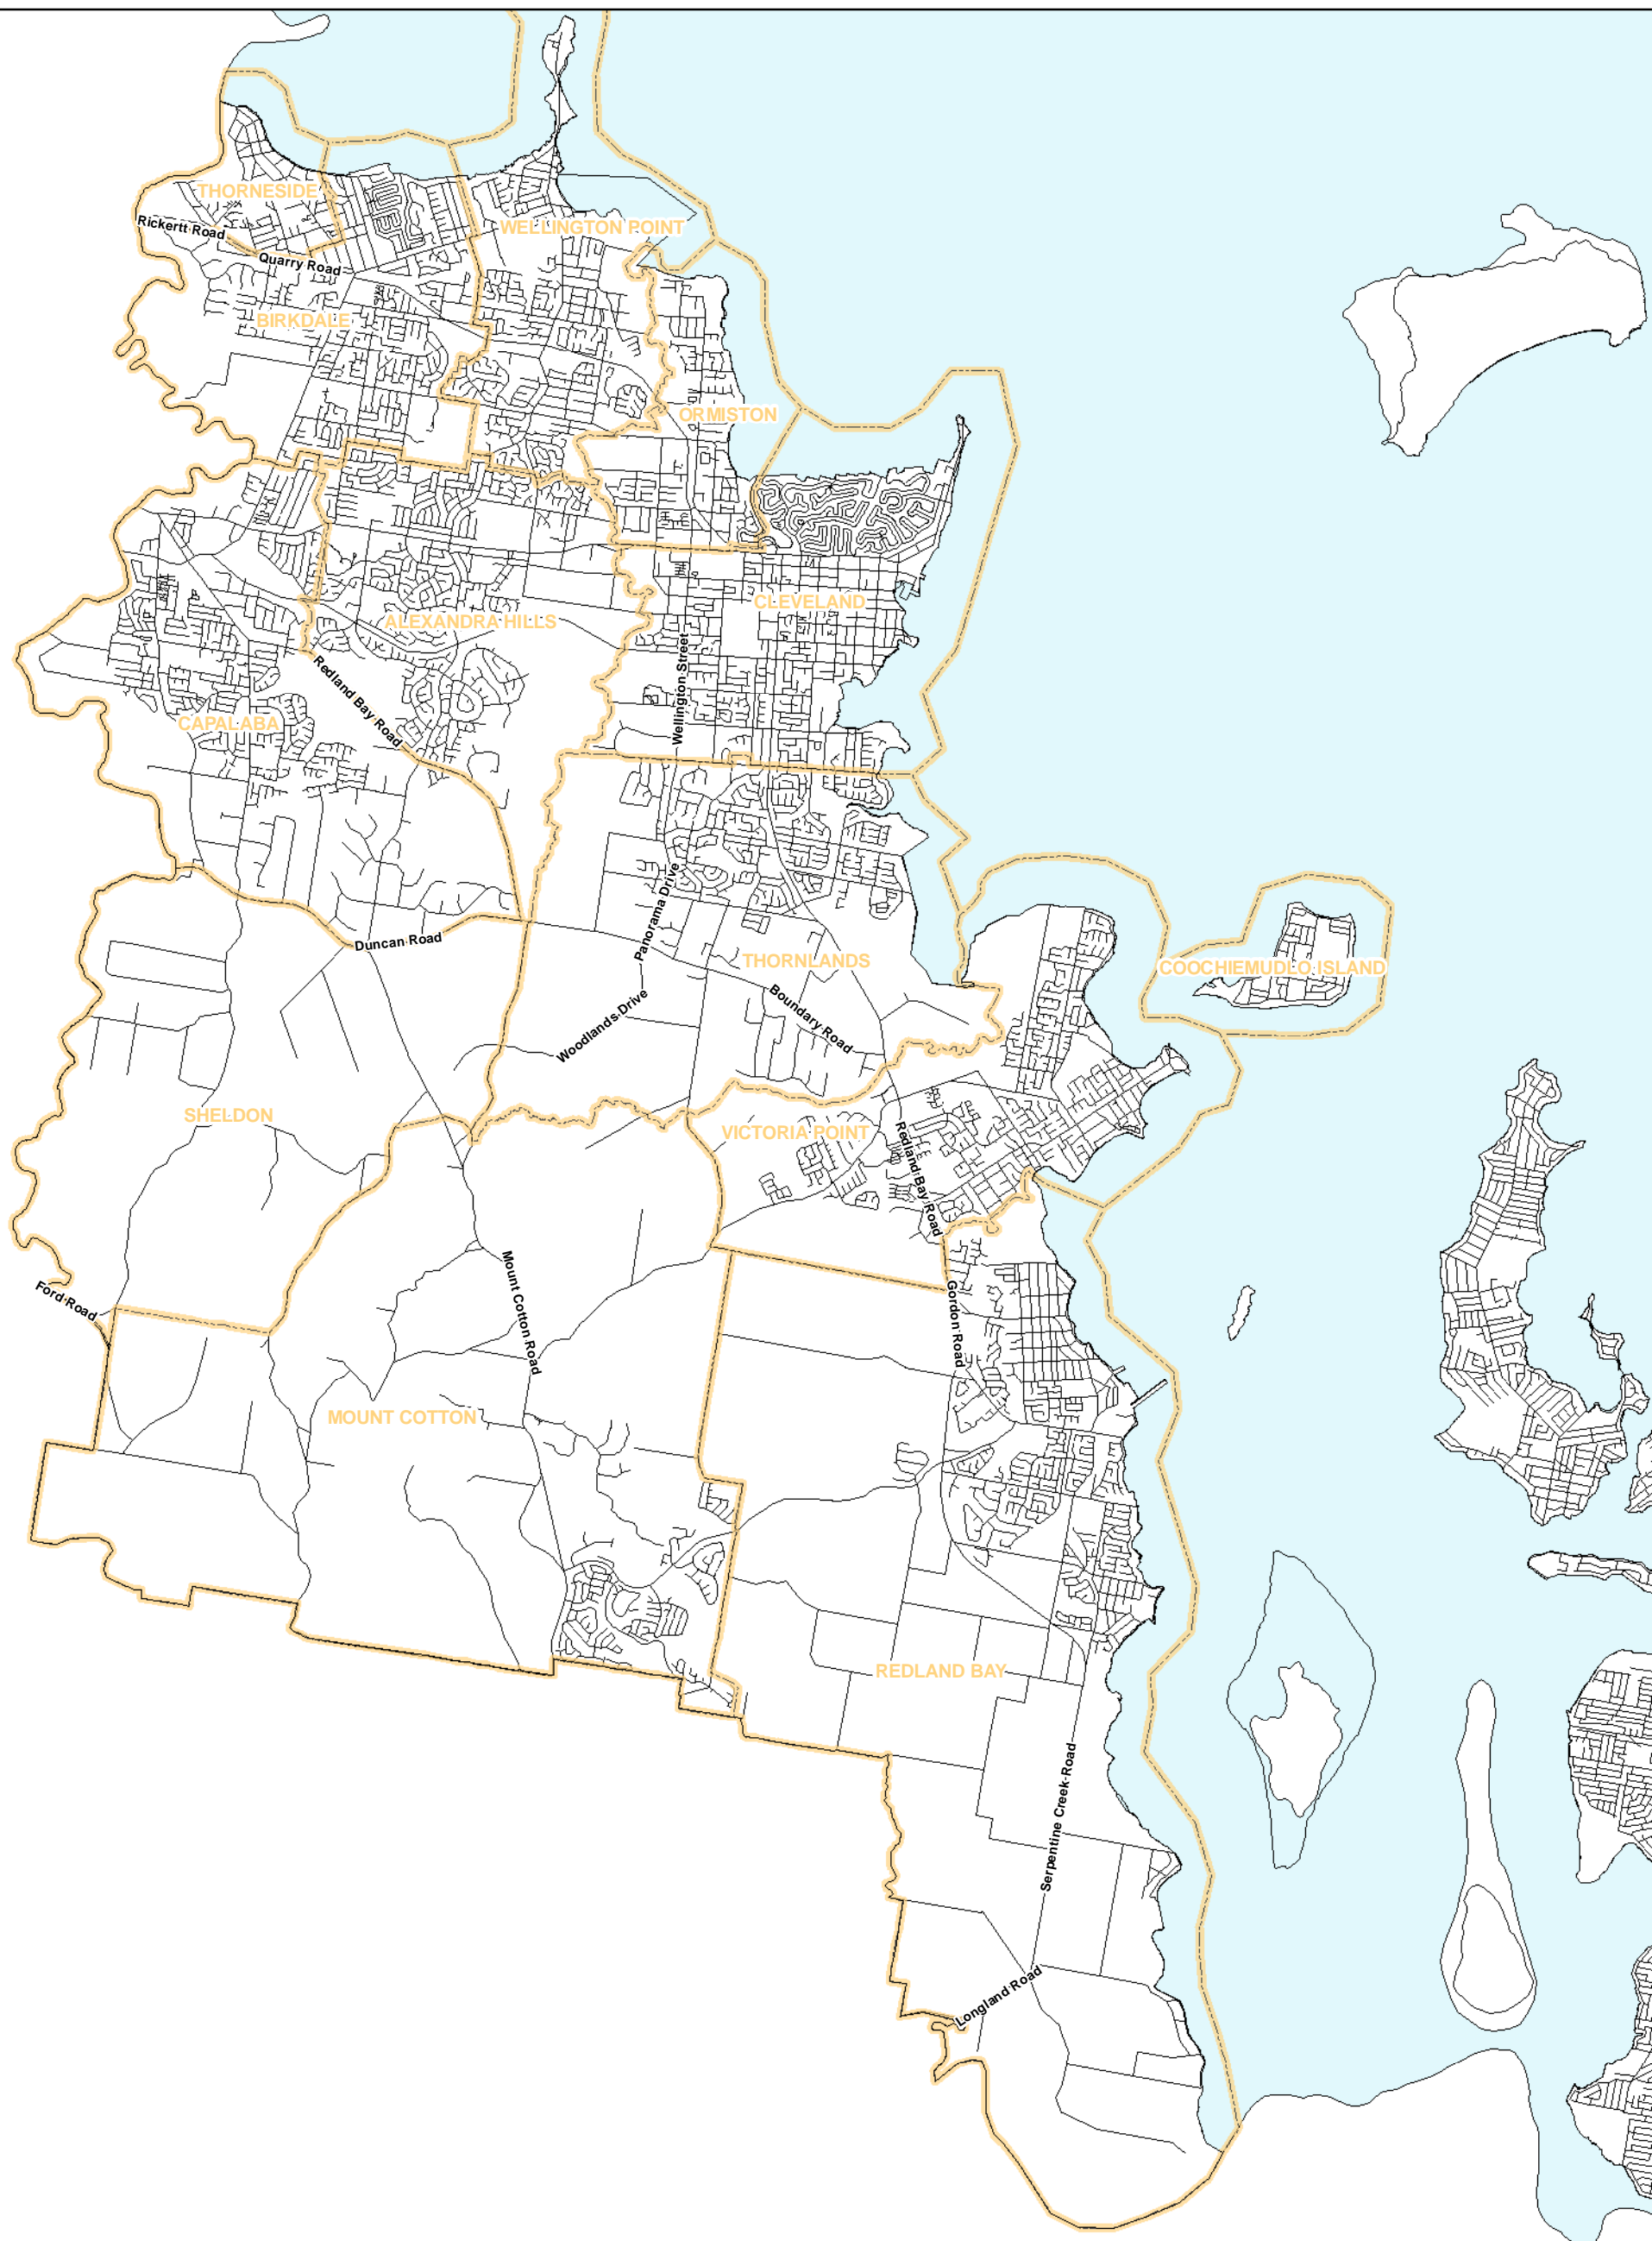 THORNESIDE
WELLINGTON POINT
Rickertt Road
Quarry Road
BIRKDALE
ORMISTON
CLEVELAND
ALEXANDRA HILLS
Wellington Street
Redland Bay Road
CAPALABA
Panorama Drive
Duncan Road
THORNLANDS
COOCHIEMUDLO ISLAND
Woodlands Drive
Boundary Road
SHELDON
VICTORIA POINT
Redland Bay Road
Ford Road
Mount Cotton Road
Gordon Road
MOUNT COTTON
REDLAND BAY
Serpentine Creek Road
Longland Road